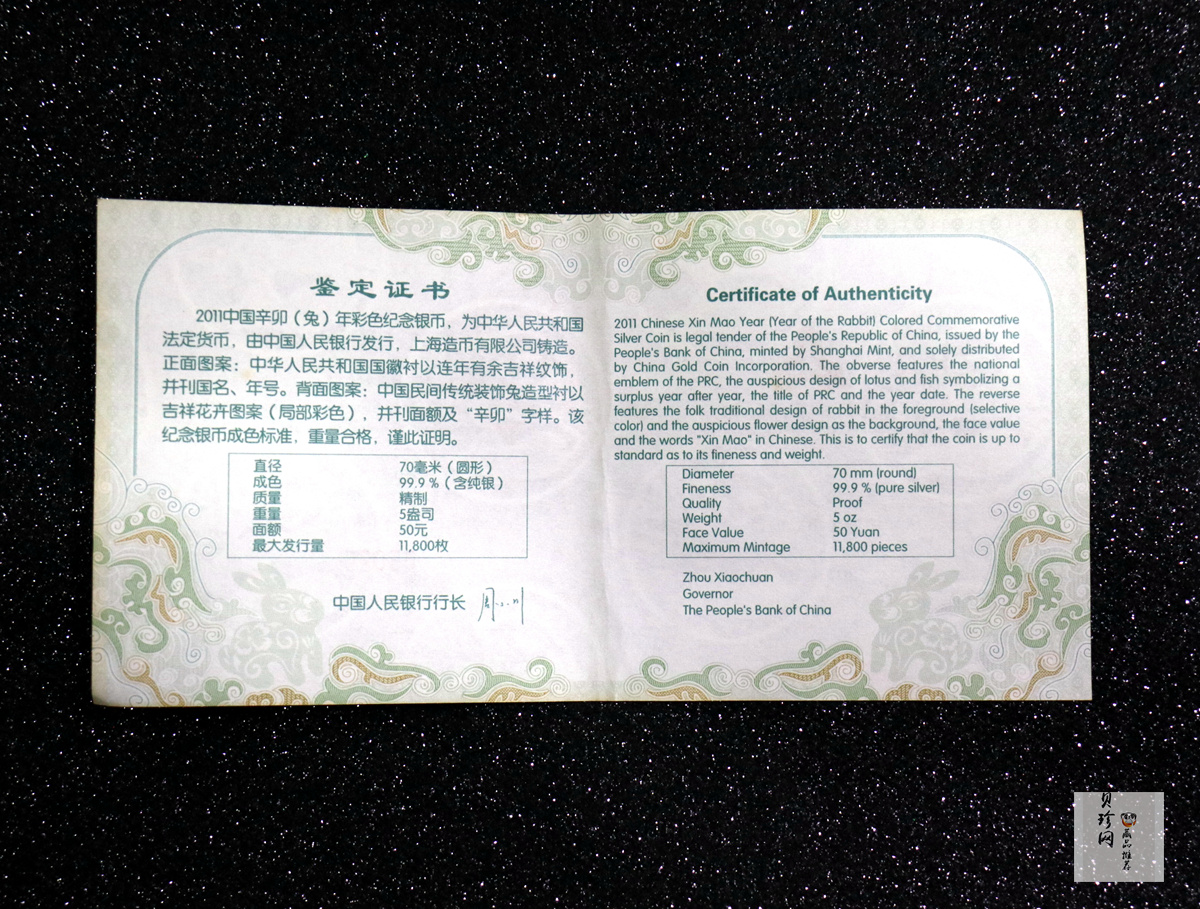 鉴定证书
2011中国辛卯（兔）年彩色纪念银币，为中华人民共和国
法定货币，由中国人民银行发行，上海造币有限公司铸造。
正面图案：中华人民共和国国徽衬以连年有余吉祥纹饰，
并刊国名、年号。背面图案：中国民间传统装饰兔造型衬以
吉祥花卉图案（局部彩色），并刊面额及“辛卯”字样。该
纪念银币成色标准，重量合格，谨此证明。
直径 70毫米（圆形）
成色 99.9％（含纯银）
质量 精制
重量 5盎司
面额 50元
最大发行量 11,800枚
中国人民银行行长
Certificate of Authenticity
2011 Chinese Xin Mao Year (Year of the Rabbit) Colored Commemorative
Silver Coin is legal tender of the People's Republic of China, issued by the
People's Bank of China, minted by Shanghai Mint, and solely distributed
by China Gold Coin Incorporation. The obverse features the national
emblem of the PRC, the auspicious design of lotus and fish symbolizing a
surplus year after year, the title of PRC and the year date. The reverse
features the folk traditional design of rabbit in the foreground (selective
color) and the auspicious flower design as the background, the face value
and the words "Xin Mao" in Chinese. This is to certify that the coin is up to
standard as to its fineness and weight.
Diameter 70 mm (round)
Fineness 99.9 % (pure silver)
Quality Proof
Weight 5 oz
Face Value 50 Yuan
Maximum Mintage 11,800 pieces
Zhou Xiaochuan
Governor
The People's Bank of China
贝珍网
藏品推荐